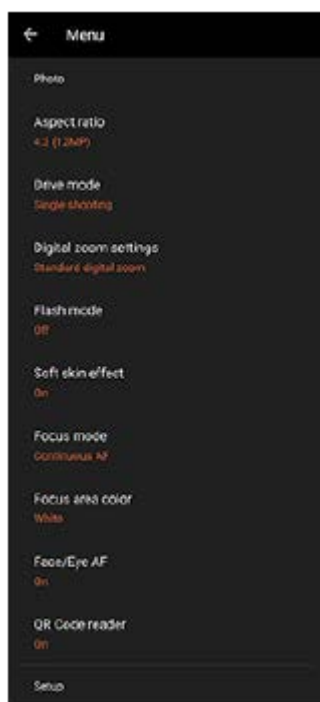 Menu
Photo
Aspect ratio
4:3 (12MP)
Drive mode
Single shooting
Digital zoom settings
Standard digital zoom
Flash mode
Off
Soft skin effect
On
Focus mode
Continuous AF
Focus area color
White
Face/Eye AF
On
QR Code reader
On
Setup